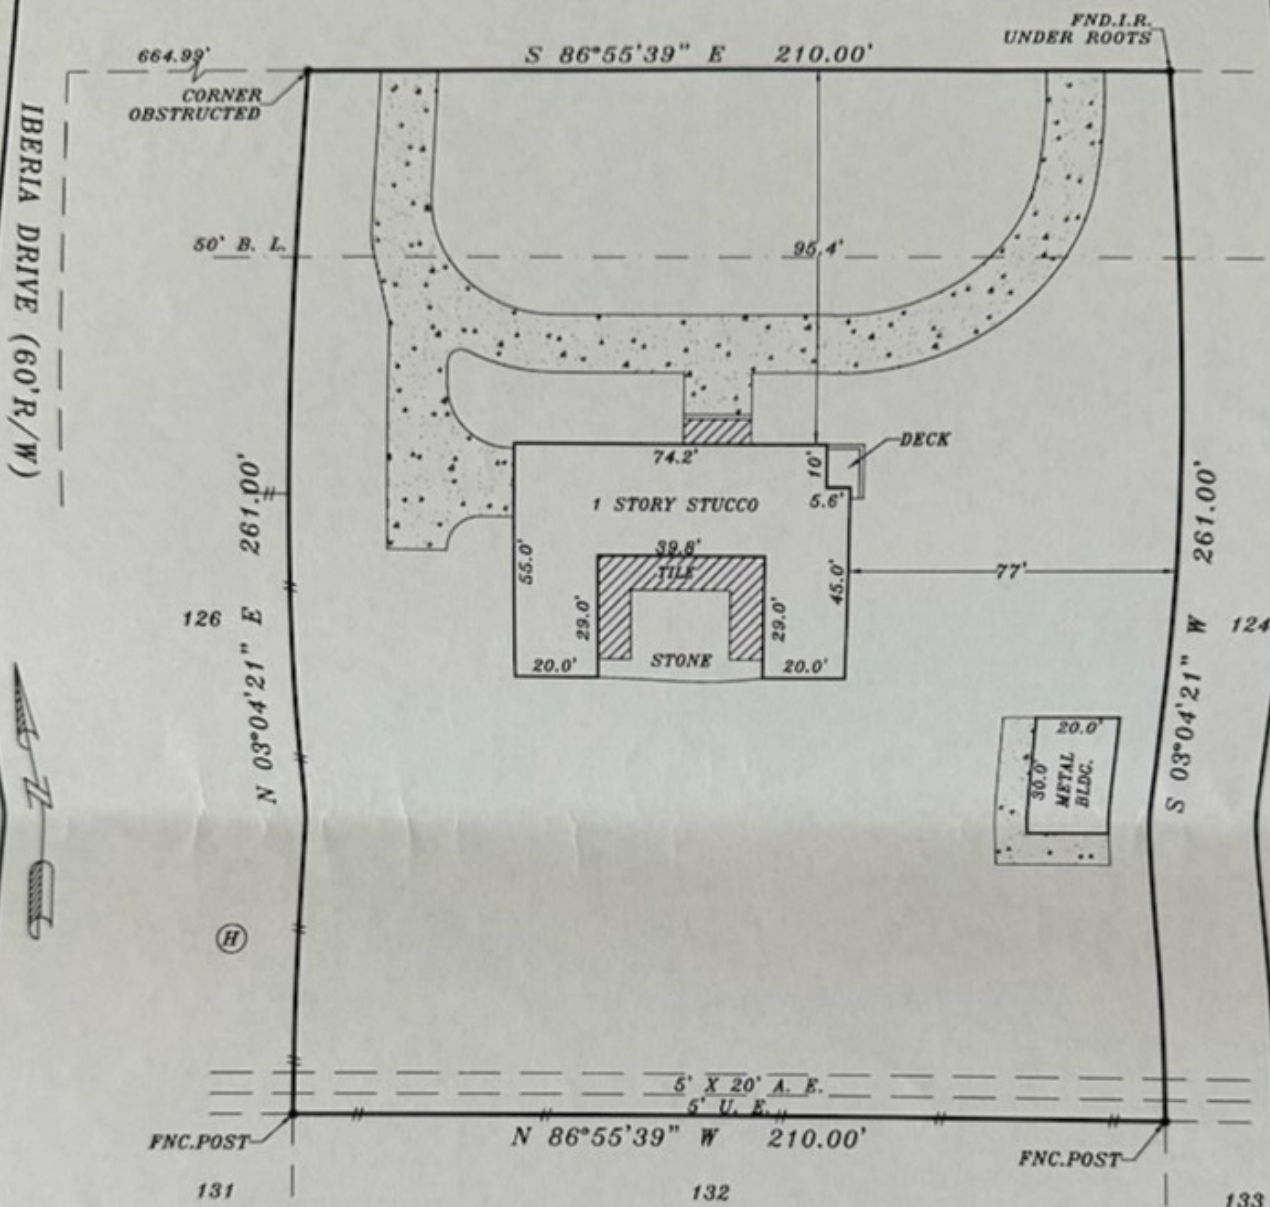 FND.I.R.
UNDER ROOTS
664.99'
S 86°55'39" E 210.00'
CORNER
OBSTRUCTED
IBERIA DRIVE (60'R/W)
50' B. L.
95.4'
DECK
74.2'
10'
1 STORY STUCCO
5.6'
N 03°04'21" E 261.00'
S 03°04'21" W 261.00'
39.8'
TILE
55.0'
45.0'
77'
29.0'
29.0'
126
124
20.0'
STONE
20.0'
20.0'
30.0'
METAL
BLDG.
H
5' X 20' A. E.
5' U. E.
FNC.POST
N 86°55'39" W 210.00'
FNC.POST
131
132
133